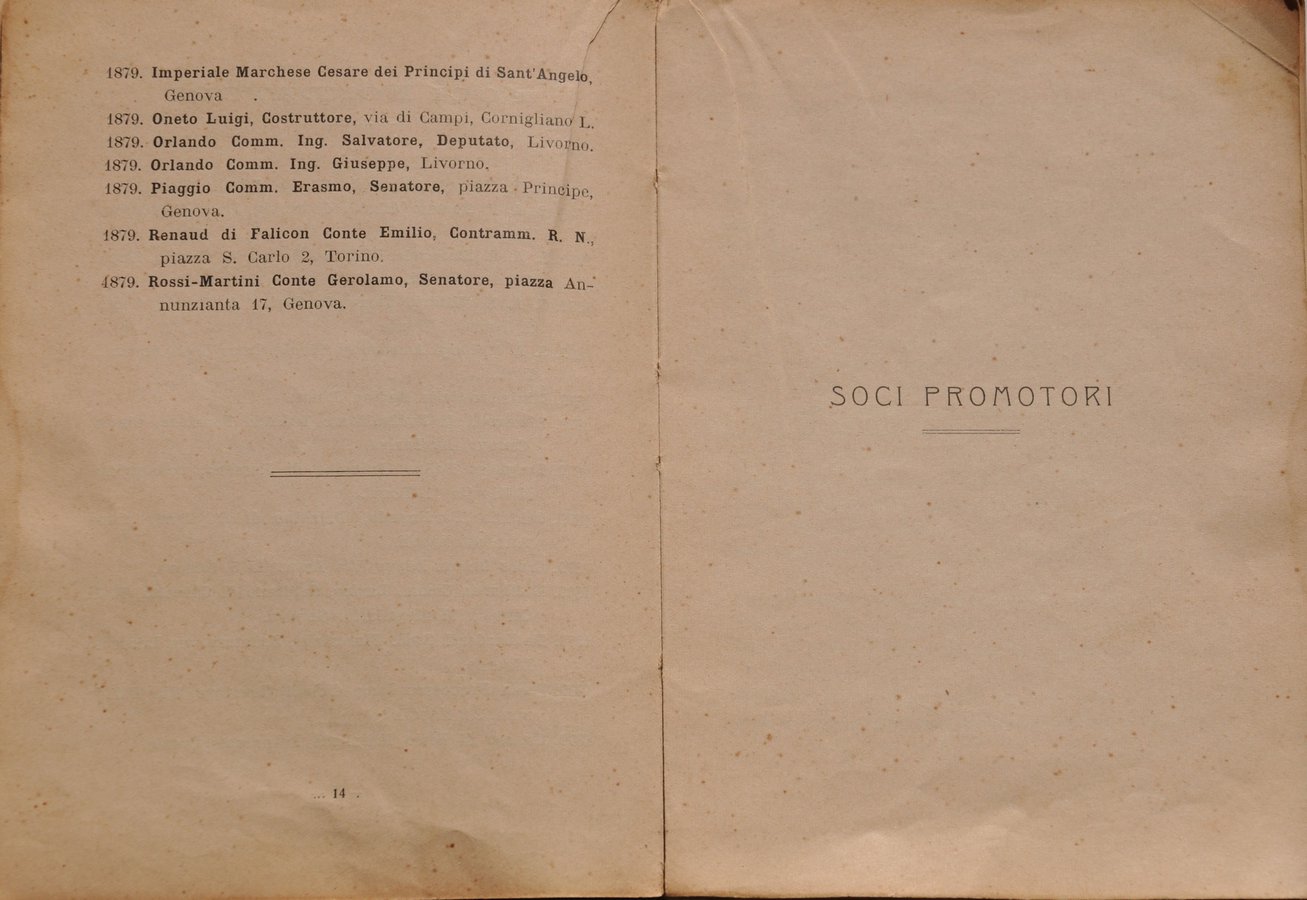 1879. Imperiale Marchese Cesare dei Principi di Sant'Angelo,
Genova
1879. Oneto Luigi, Costruttore, via di Campi, Cornigliano L.
1879. Orlando Comm. Ing. Salvatore, Deputato, Livorno.
1879. Orlando Comm. Ing. Giuseppe, Livorno.
1879. Piaggio Comm. Erasmo, Senatore, piazza Principe,
Genova.
1879. Renaud di Falicon Conte Emilio, Contramm. R. N.,
piazza S. Carlo 2, Torino.
1879. Rossi-Martini Conte Gerolamo, Senatore, piazza An-
nunzianta 17, Genova.
14
SOCI PROMOTORI